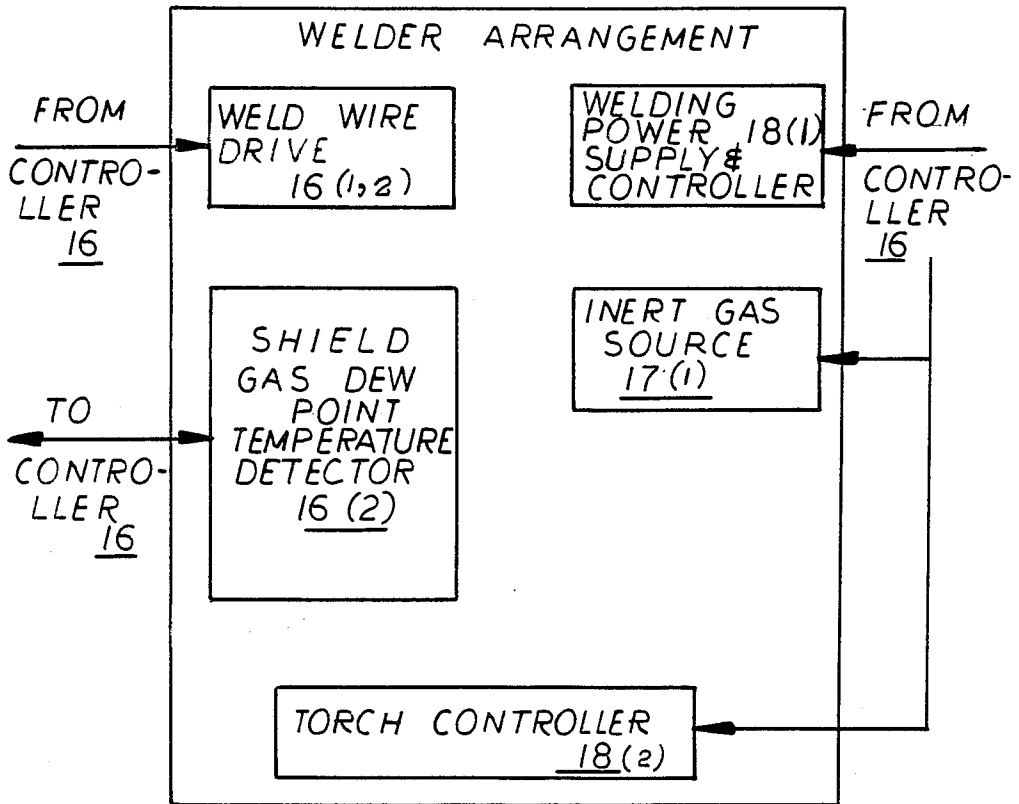 WELDER ARRANGEMENT
FROM
CONTRO-
LLER
16
WELD WIRE
DRIVE
16 (1,2)
WELDING
POWER 18(1)
SUPPLY &
CONTROLLER
FROM
CONTRO-
LLER
16
SHIELD
GAS DEW
POINT
TEMPERATURE
DETECTOR
16 (2)
INERT GAS
SOURCE
17(1)
TO
CONTRO-
LLER
16
TORCH CONTROLLER
18(2)